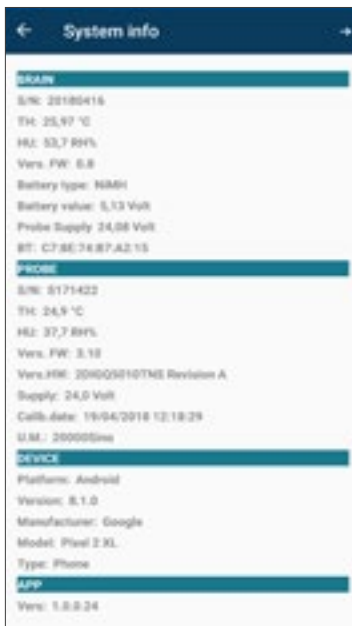 System info
BRAIN
S/N: 20180416
TH: 25,97 °C
HU: 53,7 RH%
Vers. FW: 0.8
Battery type: NiMH
Battery value: 5,13 Volt
Probe Supply 24,08 Volt
BT: C7:8E:74:B7:A2:15
PROBE
S/N: 5171422
TH: 24,9 °C
HU: 37,7 RH%
Vers. FW: 3.10
Vers.HW: Revision A
Supply: 24,0 Volt
Calib.date: 19/04/2018 12:18:29
U.M.: 20000Sine
DEVICE
Platform: Android
Version: 8.1.0
Manufacturer: Google
Model: Pixel 2 XL
Type: Phone
APP
Vers: 1.0.0.24